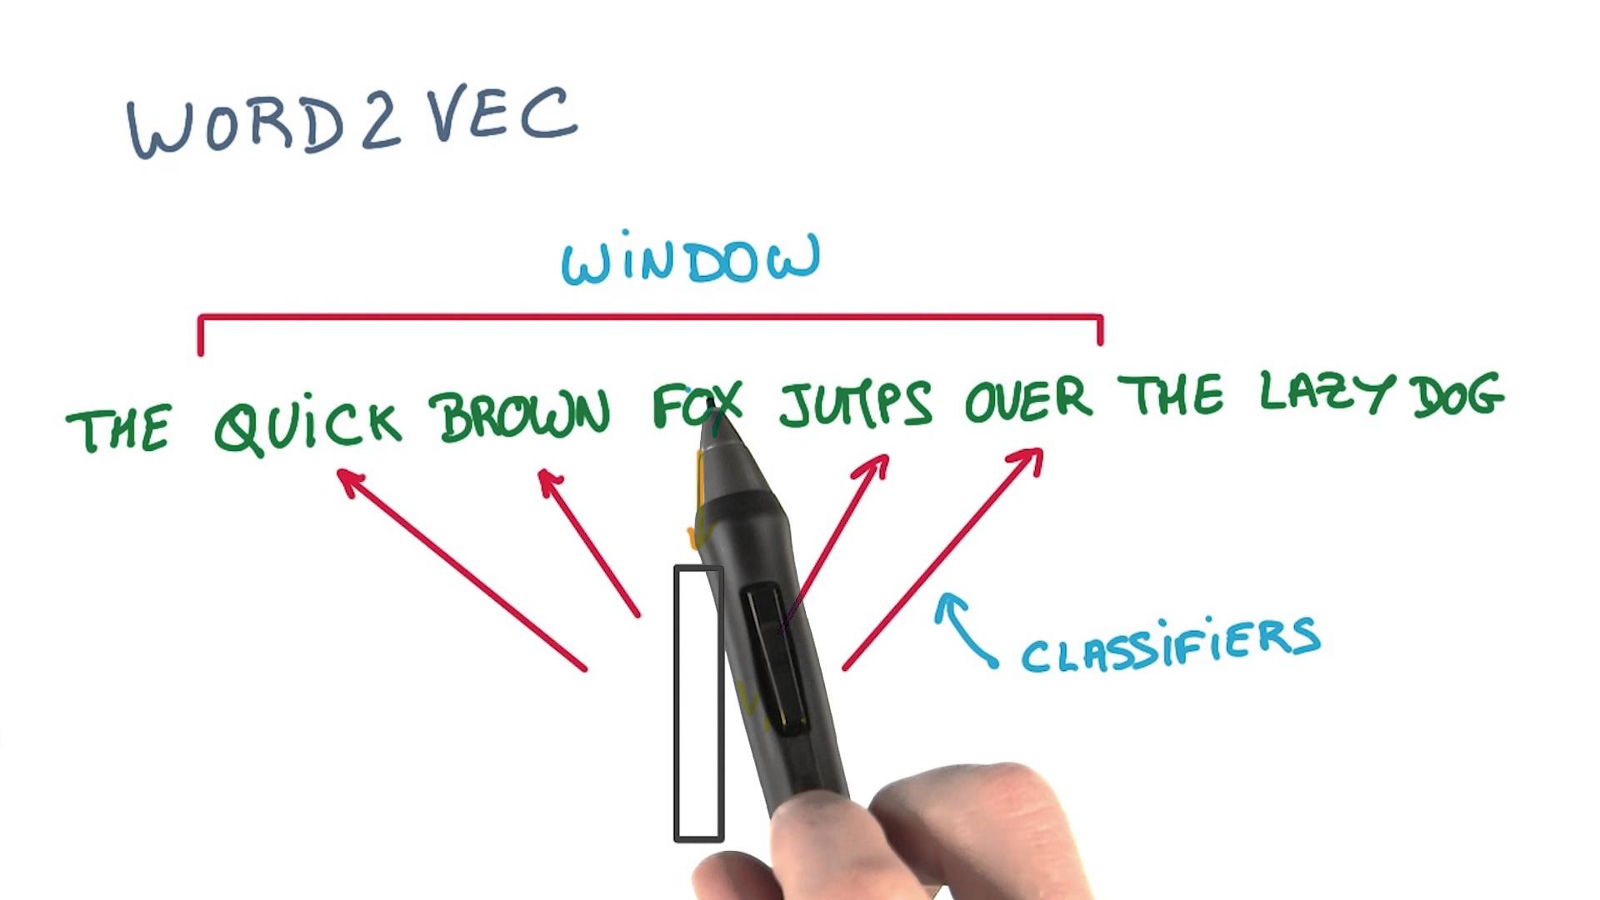 WORD2VEC
WiNDOW
THE QUiCK BROWN FOX JUMPS OVER THE LAZY DOG
CLASSiFiERS